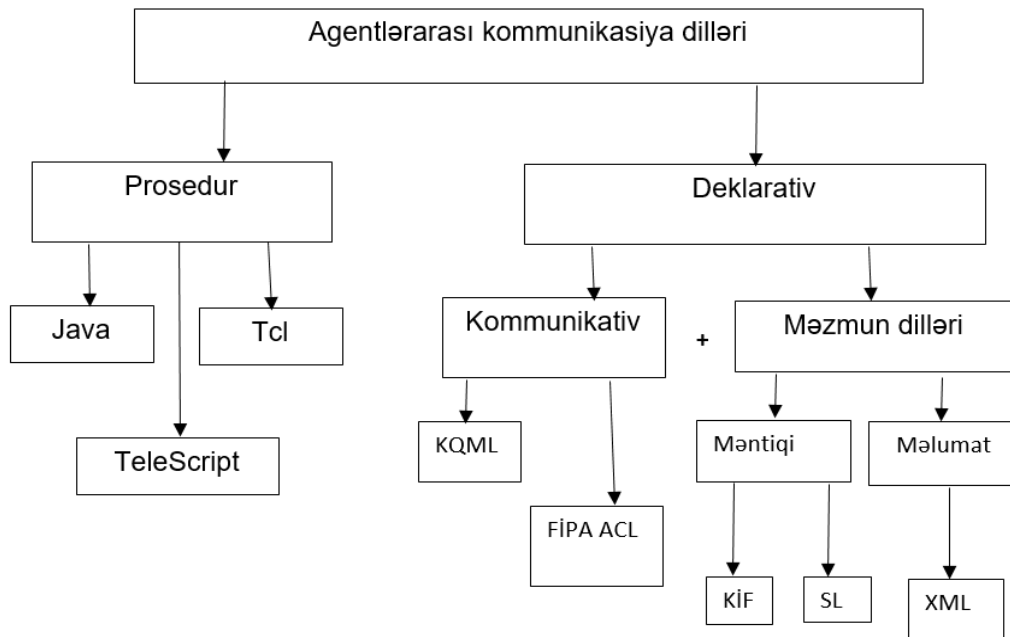 Agentlərarası kommunikasiya dilləri
Prosedur
Deklarativ
Java
Tcl
TeleScript
Kommunikativ
+
Məzmun dilləri
KQML
FİPA ACL
Məntiqi
Məlumat
KİF
SL
XML